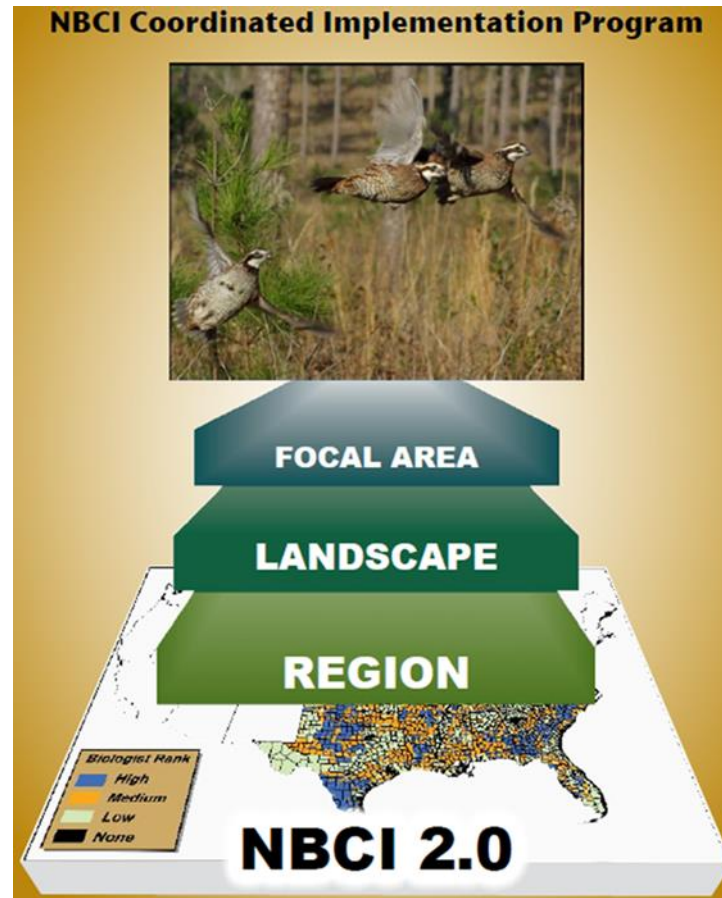 NBCI Coordinated Implementation Program
FOCAL AREA
LANDSCAPE
REGION
Biologist Rank
High
Medium
Low
None
NBCI 2.0